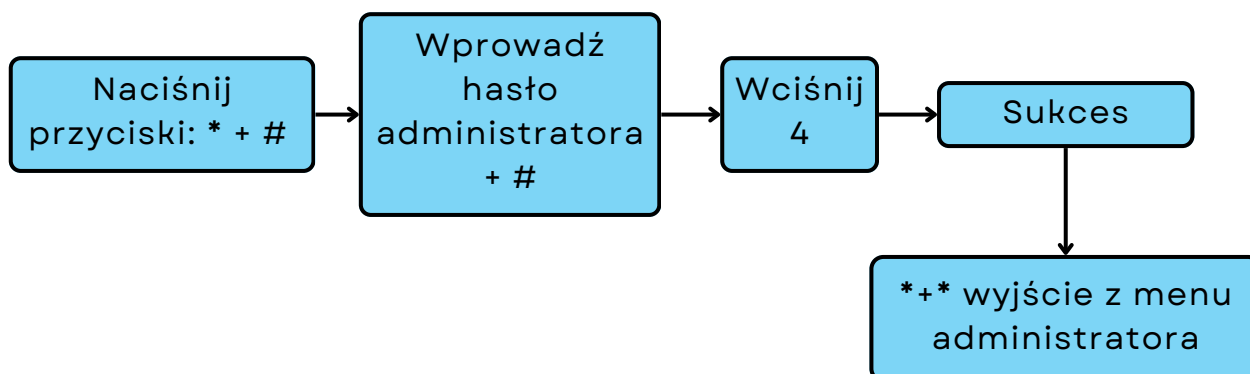 Naciśnij
przyciski: * + #
Wprowadź
hasło
administratora
+ #
Wciśnij
4
Sukces
*+* wyjście z menu
administratora